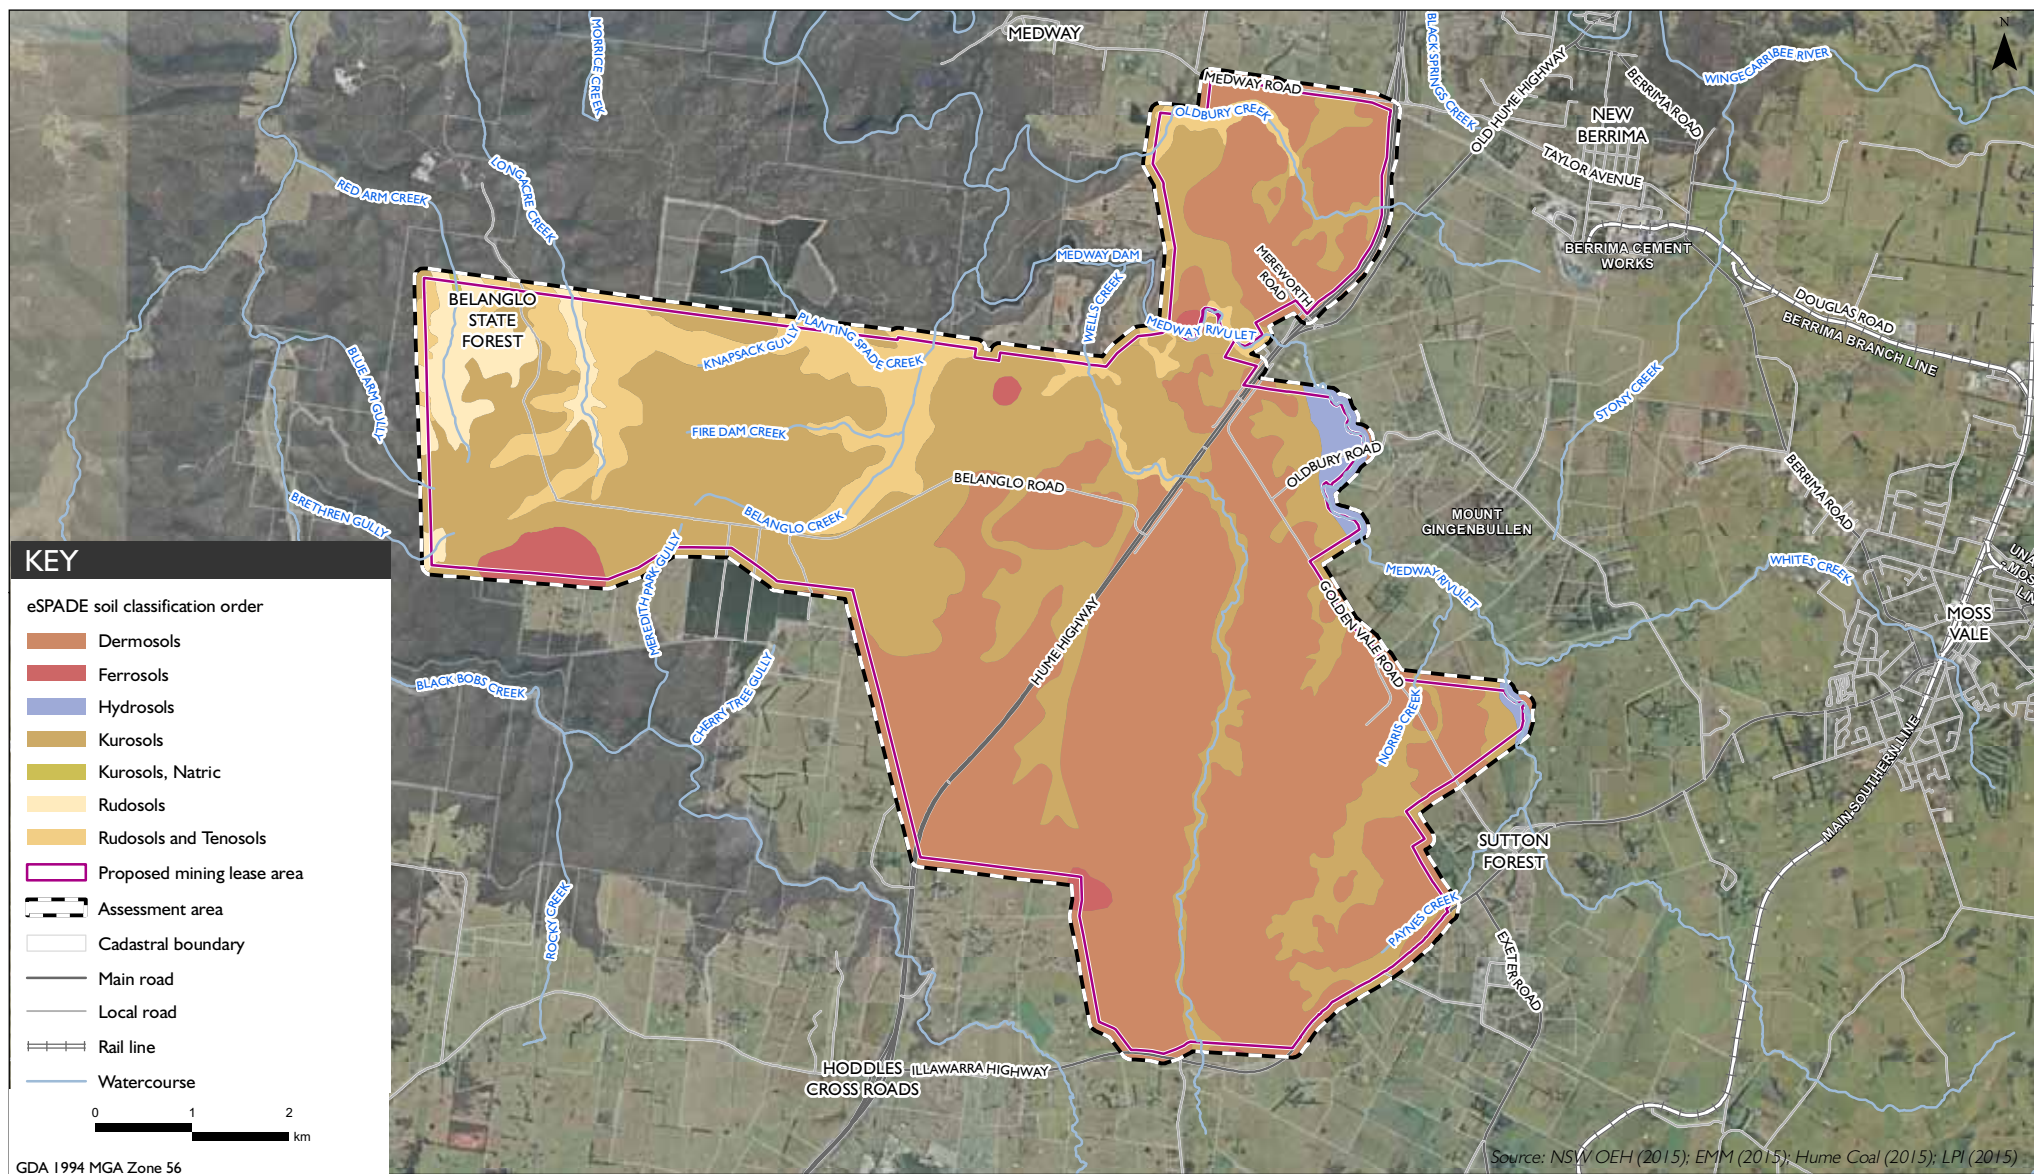 MEDWAY
MORRICE CREEK
BLACK SPRINGS CREEK
OLD HUME HIGHWAY
BERRIMA ROAD
WINGECARRIBEE RIVER
N
MEDWAY ROAD
OLDBURY CREEK
NEW
BERRIMA
TAYLOR AVENUE
RED ARM CREEK
LONGACRE CREEK
BERRIMA CEMENT
WORKS
MEDWAY DAM
WELLS CREEK
MEREWORTH
ROAD
DOUGLAS ROAD
BERRIMA BRANCH LINE
BELANGLO
STATE
FOREST
PLANTING SPADE CREEK
KNAPSACK GULLY
MEDWAY RIVULET
BLUE ARM GULLY
STONY CREEK
FIRE DAM CREEK
OLDBURY ROAD
BERRIMA ROAD
BELANGLO ROAD
BELANGLO CREEK
BRETHREN GULLY
MOUNT
GINGENBULLEN
MEREDITH PARK GULLY
MEDWAY RIVULET
WHITES CREEK
GOLDEN VALE ROAD
HUME HIGHWAY
MOSS
VALE
BLACK BOBS CREEK
CHERRY TREE GULLY
NORRIS CREEK
MAIN SOUTHERN LINE
SUTTON
FOREST
ROCKY CREEK
PAYNES CREEK
EXETER ROAD
HODDLES
CROSS ROADS
ILLAWARRA HIGHWAY
KEY
eSPADE soil classification order
Dermosols
Ferrosols
Hydrosols
Kurosols
Kurosols, Natric
Rudosols
Rudosols and Tenosols
Proposed mining lease area
Assessment area
Cadastral boundary
Main road
Local road
Rail line
Watercourse
0 1 2
km
GDA 1994 MGA Zone 56
Source: NSW OEH (2015); EMM (2015); Hume Coal (2015); LPI (2015)